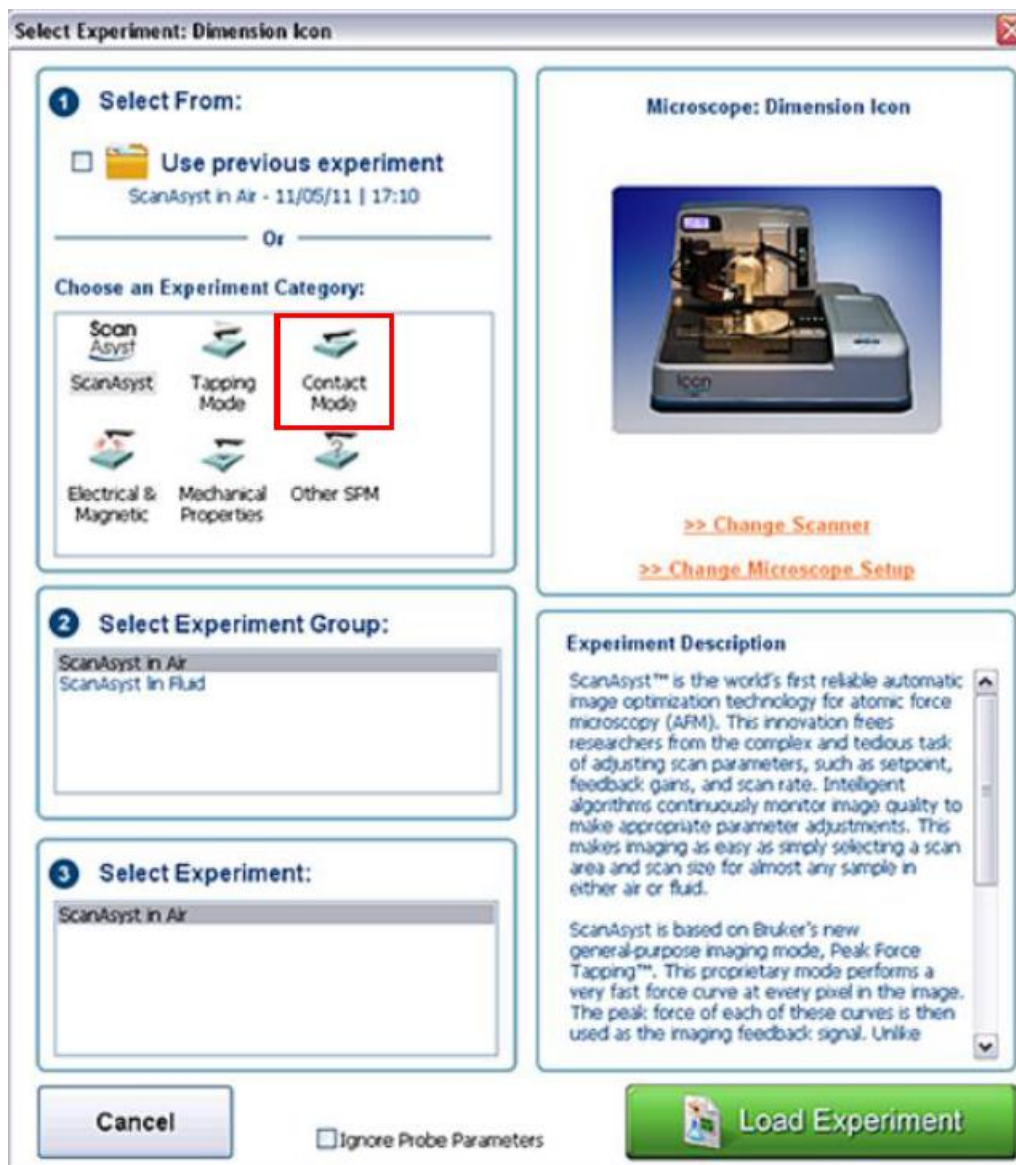 Select Experiment: Dimension Icon
1 Select From:
Use previous experiment
ScanAsyst in Air - 11/05/11 | 17:10
Or
Choose an Experiment Category:
Scan
Asyst
ScanAsyst
Tapping
Mode
Contact
Mode
Electrical &
Magnetic
Mechanical
Properties
Other SPM
2 Select Experiment Group:
ScanAsyst in Air
ScanAsyst lin Fluid
3 Select Experiment:
ScanAsyst in Air
Cancel
Ignore Probe Parameters
Microscope: Dimension Icon
Icon
>> Change Scanner
>> Change Microscope Setup
Experiment Description
ScanAsyst™ is the world's first reliable automatic
image optimization technology for atomic force
microscopy (AFM). This innovation frees
researchers from the complex and tedious task
of adjusting scan parameters, such as setpoint,
feedback gains, and scan rate. Intelligent
algorithms continuously monitor image quality to
make appropriate parameter adjustments. This
makes imaging as easy as simply selecting a scan
area and scan size for almost any sample in
either air or fluid.
ScanAsyst is based on Bruker's new
general-purpose imaging mode, Peak Force
Tapping™. This proprietary mode performs a
very fast force curve at every pixel in the image.
The peak force of each of these curves is then
used as the imaging feedback signal. Unlike
Load Experiment